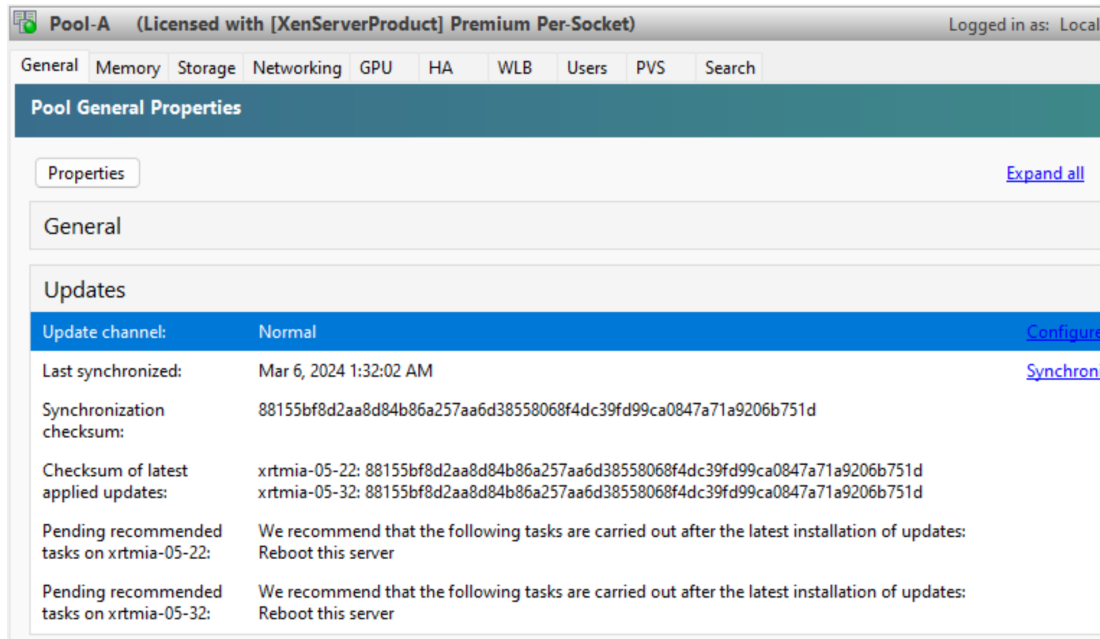 Pool-A (Licensed with [XenServerProduct] Premium Per-Socket) Logged in as: Local
General Memory Storage Networking GPU HA WLB Users PVS Search
Pool General Properties
Properties Expand all
General
Updates
Update channel: Normal Configure
Last synchronized: Mar 6, 2024 1:32:02 AM Synchroni
Synchronization
checksum:
88155bf8d2aa8d84b86a257aa6d38558068f4dc39fd99ca0847a71a9206b751d
Checksum of latest
applied updates:
xrtmia-05-22: 88155bf8d2aa8d84b86a257aa6d38558068f4dc39fd99ca0847a71a9206b751d
xrtmia-05-32: 88155bf8d2aa8d84b86a257aa6d38558068f4dc39fd99ca0847a71a9206b751d
Pending recommended
tasks on xrtmia-05-22:
We recommend that the following tasks are carried out after the latest installation of updates:
Reboot this server
Pending recommended
tasks on xrtmia-05-32:
We recommend that the following tasks are carried out after the latest installation of updates:
Reboot this server